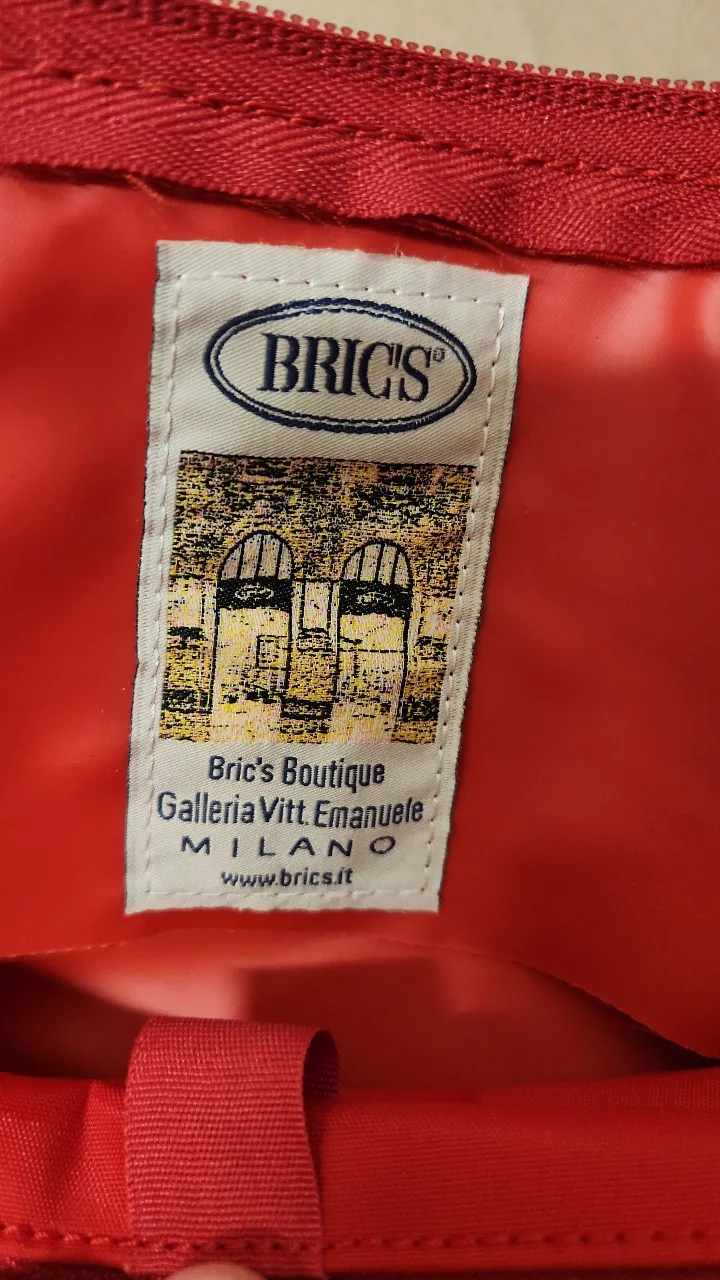 BRIC'S®
Bric's Boutique
Galleria Vitt. Emanuele
MILANO
www.brics.it